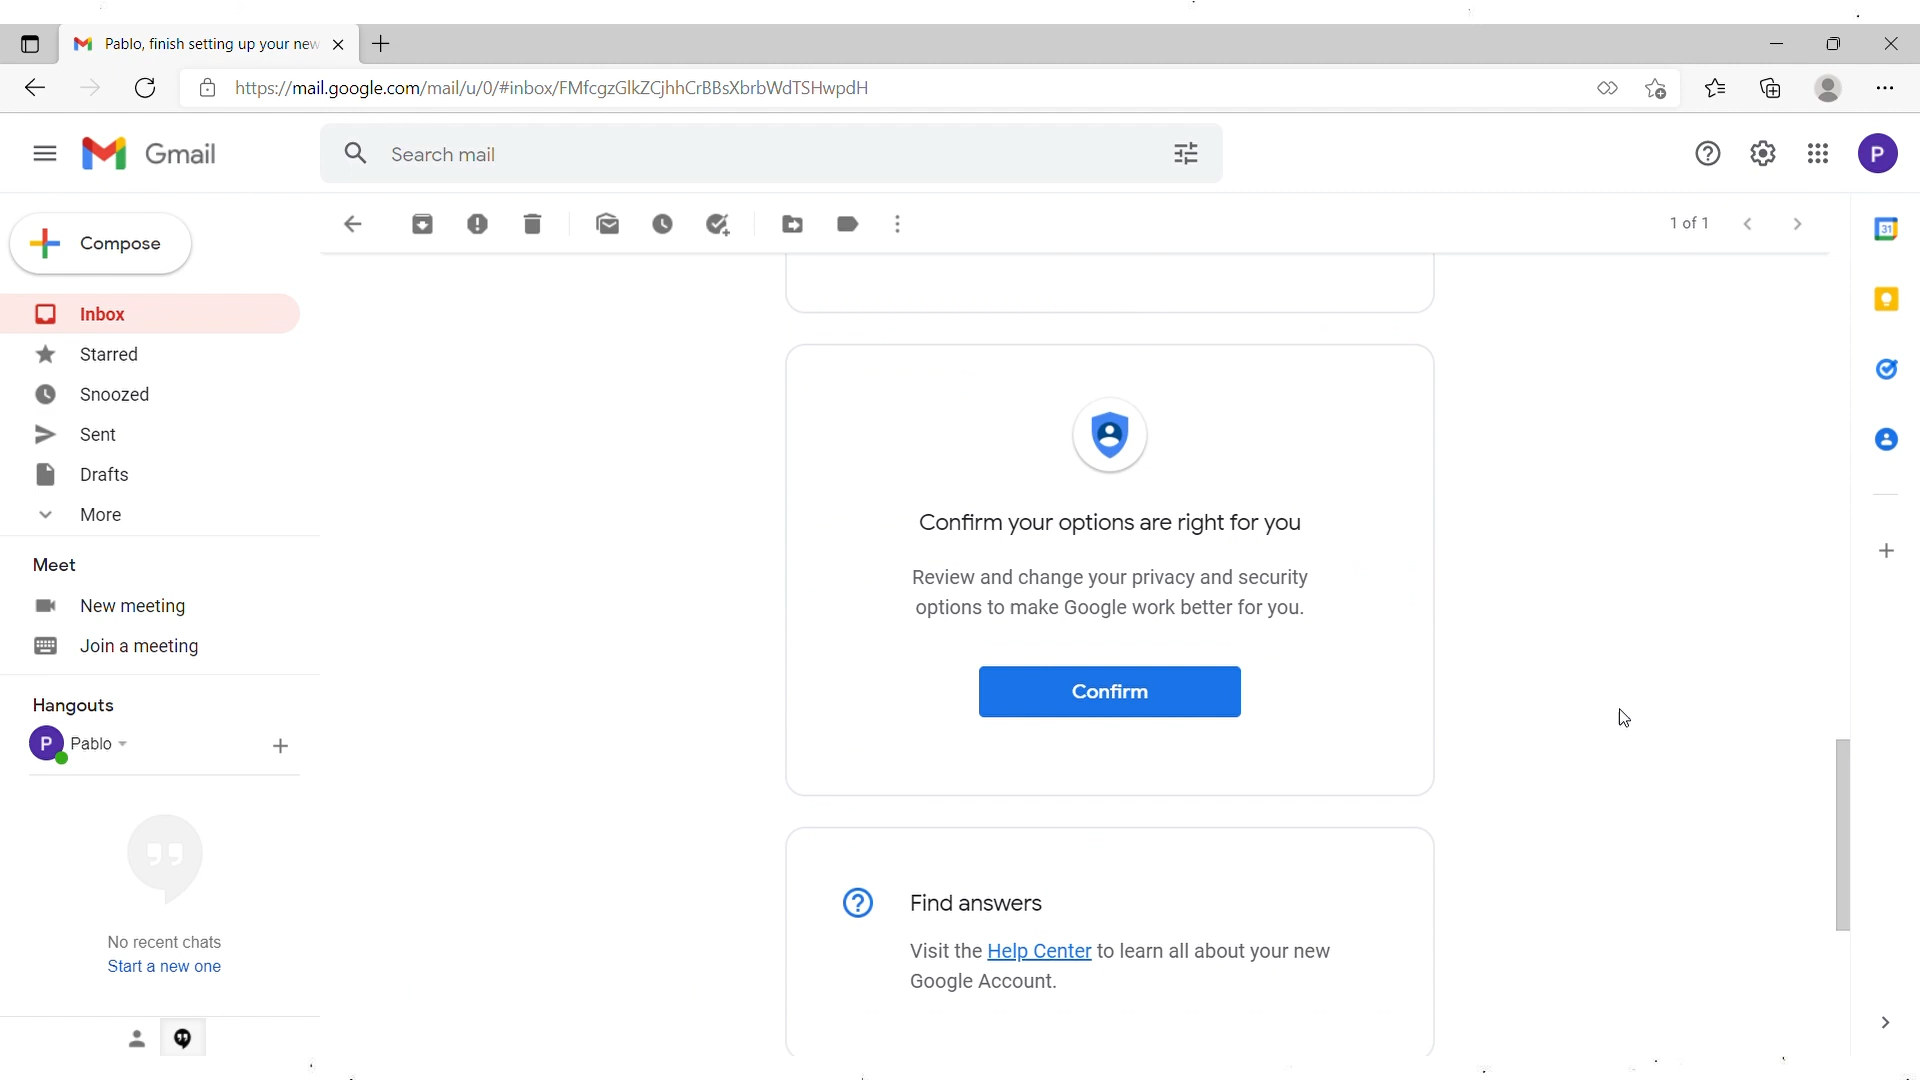 Pablo, finish setting up your new
https://mail.google.com/mail/u/0/#inbox/FMfcgzGlkZCjhhCrBBsXbrbWdTSHwpdH
Gmail
Search mail
P
Compose
1 of 1
31
Inbox
Starred
Snoozed
Sent
Drafts
More
Meet
New meeting
Join a meeting
Hangouts
P
Pablo
No recent chats
Start a new one
Confirm your options are right for you
Review and change your privacy and security
options to make Google work better for you.
Confirm
Find answers
Visit the Help Center to learn all about your new
Google Account.